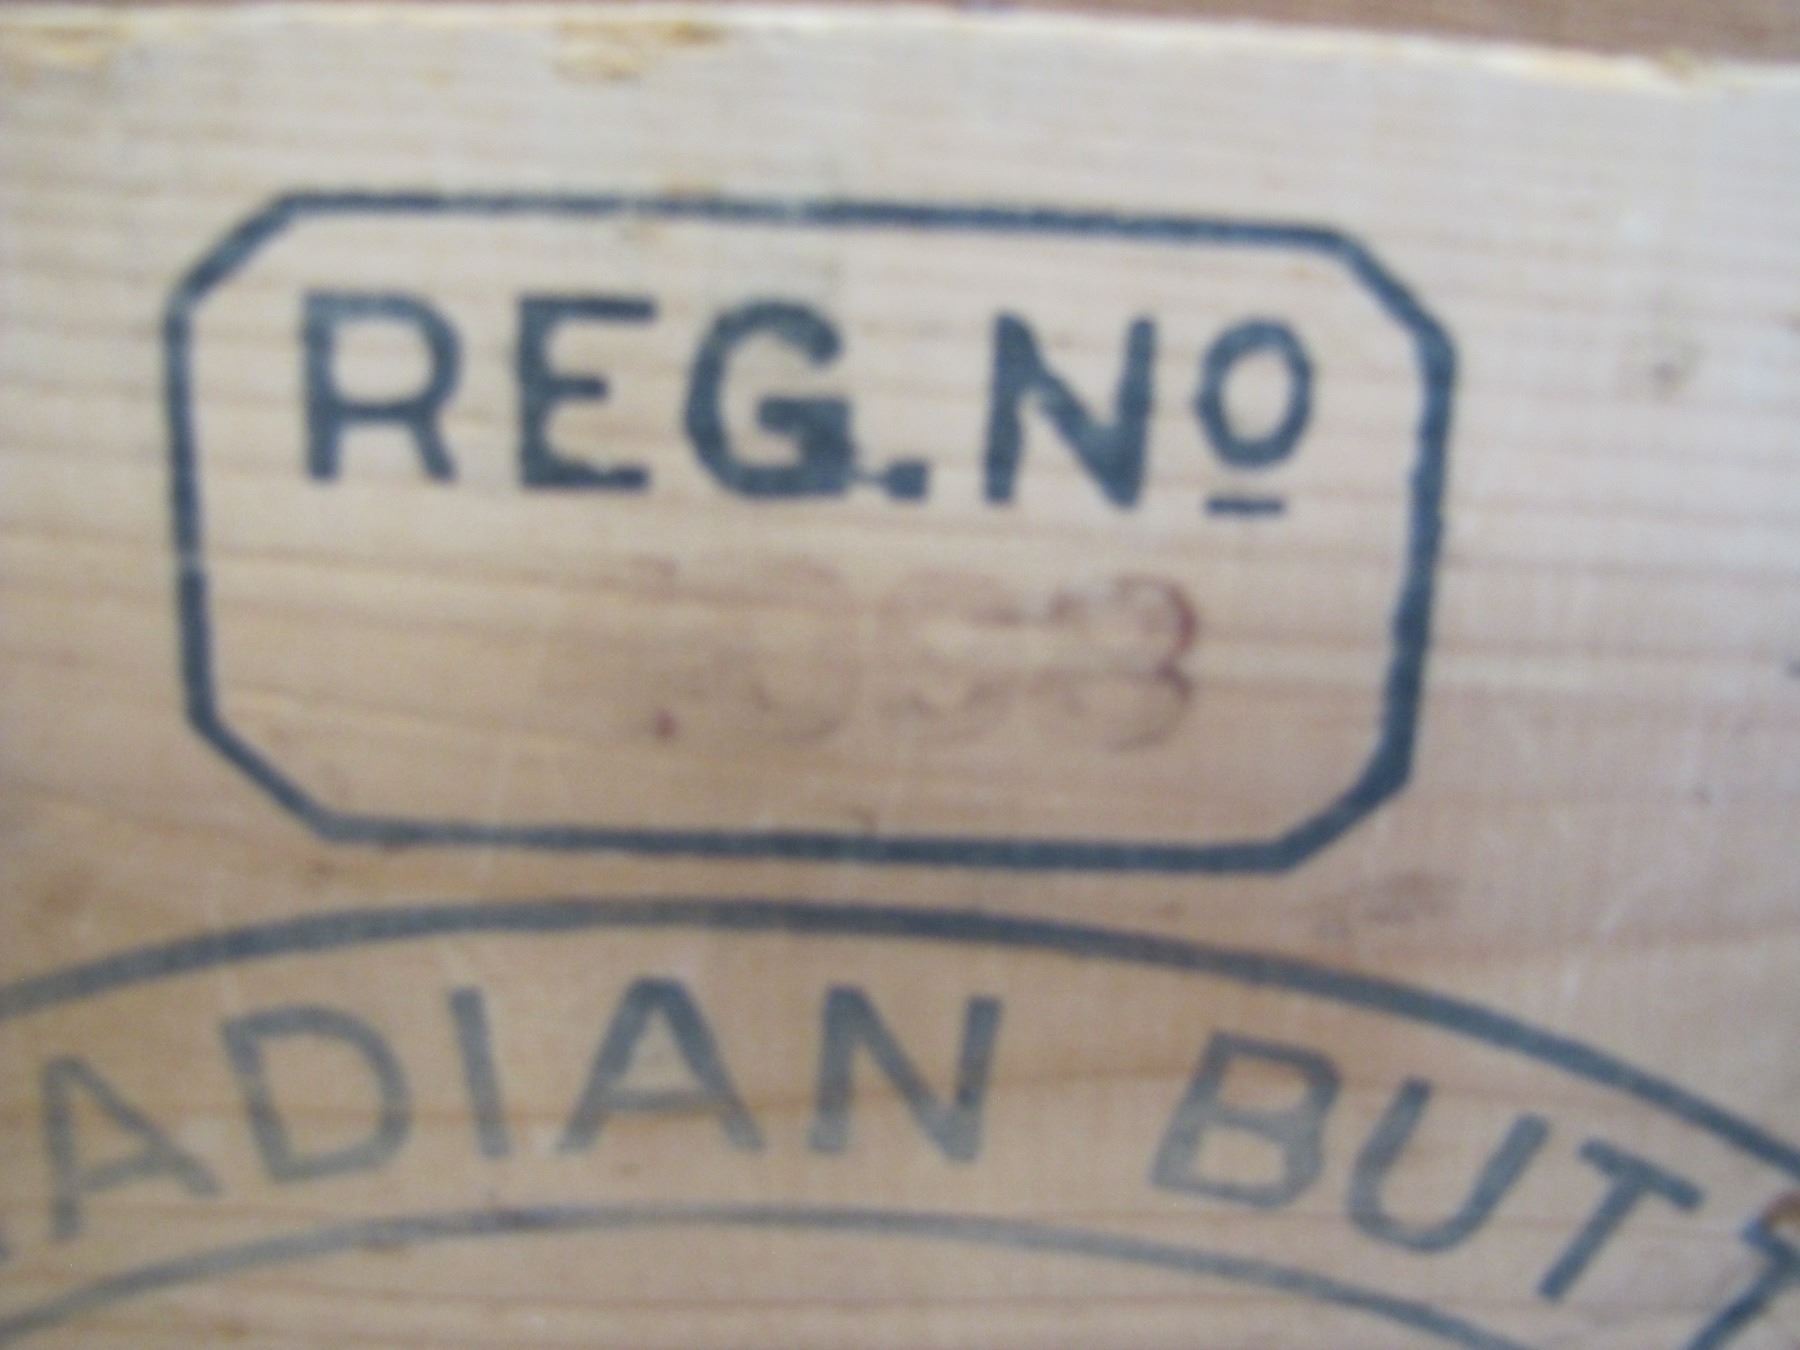 REG. Nº
ADIAN BUT